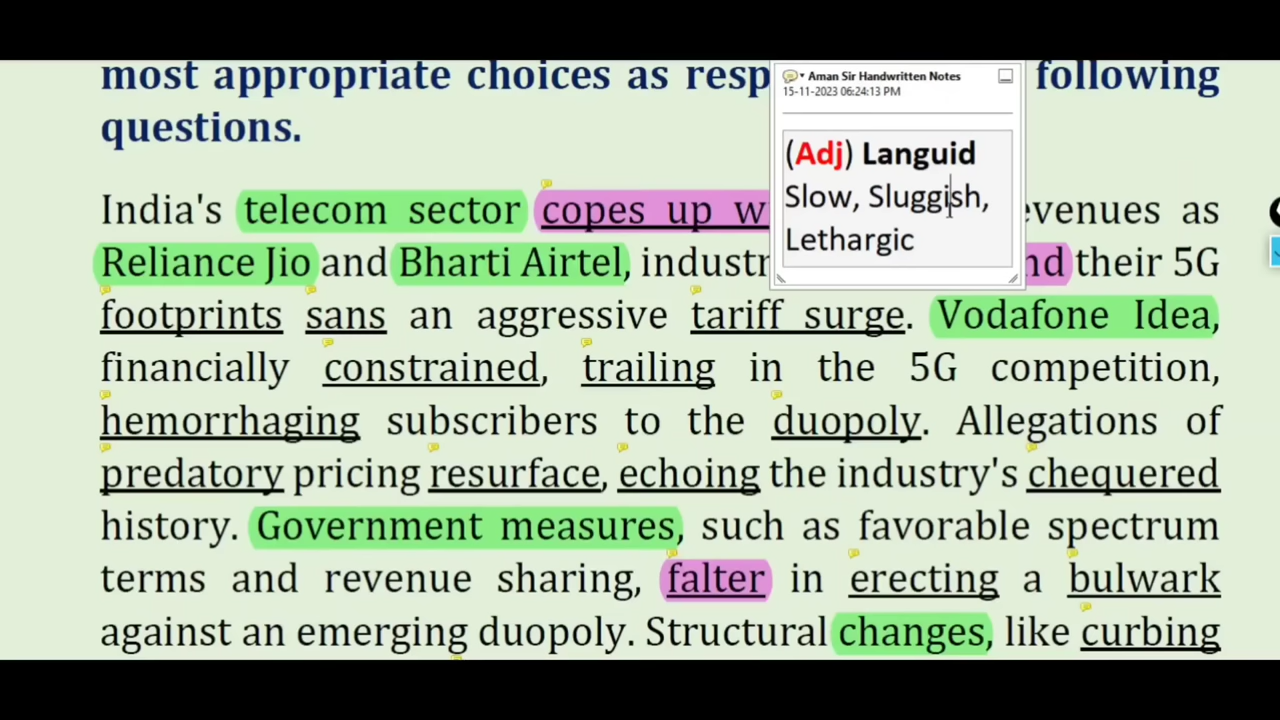 most appropriate choices as resp following
questions.
Aman Sir Handwritten Notes
15-11-2023 06:24:13 PM
(Adj) Languid
Slow, Sluggish,
Lethargic
India's telecom sector copes up w evenues as
Reliance Jio and Bharti Airtel, industr nd their 5G
footprints sans an aggressive tariff surge. Vodafone Idea,
financially constrained, trailing in the 5G competition,
hemorrhaging subscribers to the duopoly. Allegations of
predatory pricing resurface, echoing the industry's chequered
history. Government measures, such as favorable spectrum
terms and revenue sharing, falter in erecting a bulwark
against an emerging duopoly. Structural changes, like curbing